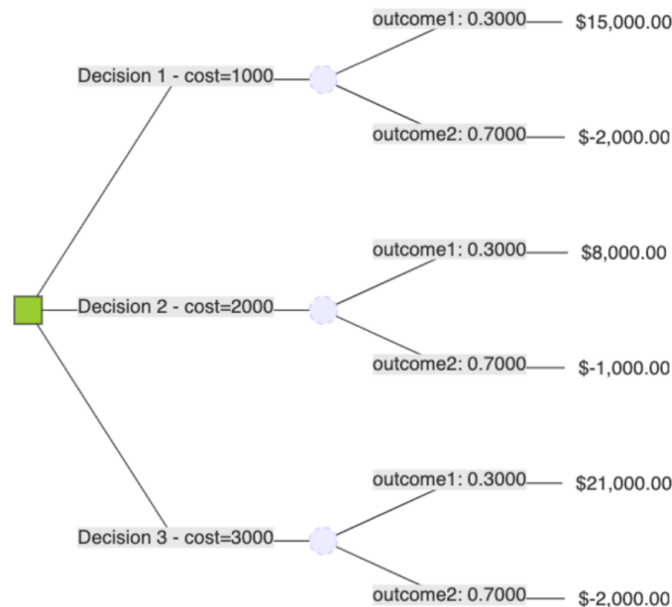 outcome1: 0.3000 $15,000.00
Decision 1 - cost=1000
outcome2: 0.7000 $-2,000.00
outcome1: 0.3000 $8,000.00
Decision 2 - cost=2000
outcome2: 0.7000 $-1,000.00
outcome1: 0.3000 $21,000.00
Decision 3 - cost=3000
outcome2: 0.7000 $-2,000.00